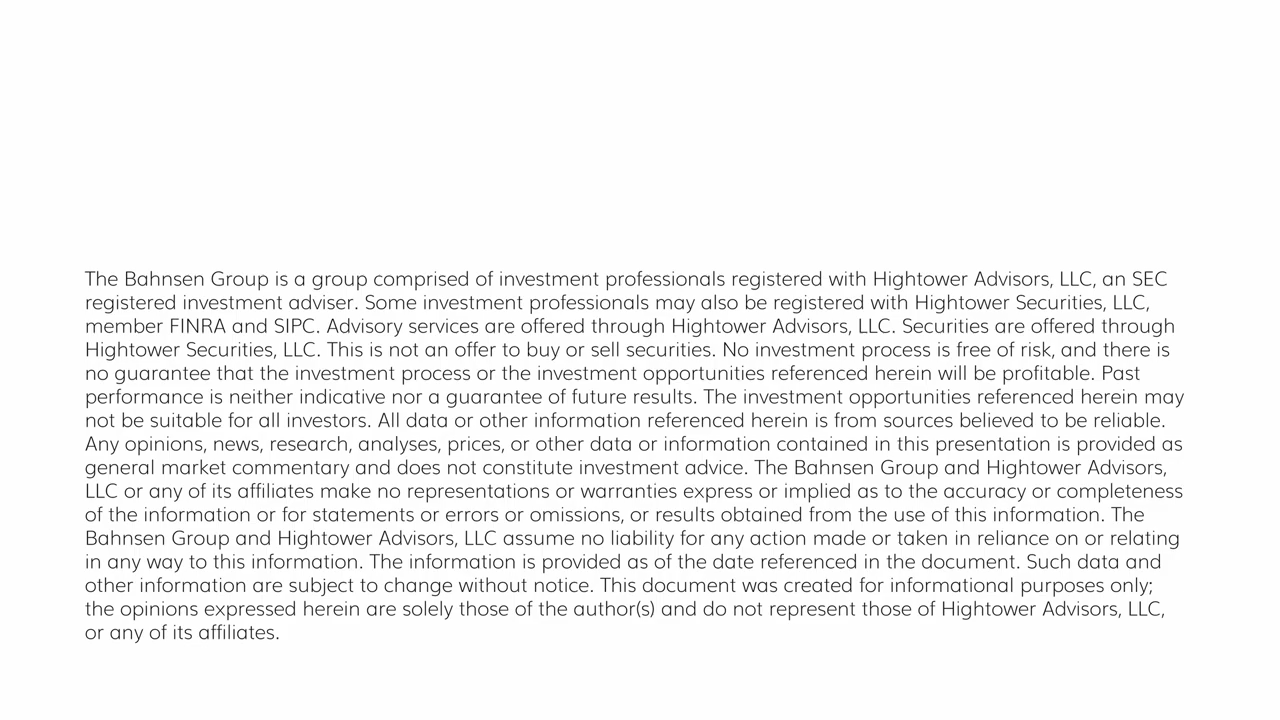 The Bahnsen Group is a group comprised of investment professionals registered with Hightower Advisors, LLC, an SEC
registered investment adviser. Some investment professionals may also be registered with Hightower Securities, LLC,
member FINRA and SIPC. Advisory services are offered through Hightower Advisors, LLC. Securities are offered through
Hightower Securities, LLC. This is not an offer to buy or sell securities. No investment process is free of risk, and there is
no guarantee that the investment process or the investment opportunities referenced herein will be profitable. Past
performance is neither indicative nor a guarantee of future results. The investment opportunities referenced herein may
not be suitable for all investors. All data or other information referenced herein is from sources believed to be reliable.
Any opinions, news, research, analyses, prices, or other data or information contained in this presentation is provided as
general market commentary and does not constitute investment advice. The Bahnsen Group and Hightower Advisors,
LLC or any of its affiliates make no representations or warranties express or implied as to the accuracy or completeness
of the information or for statements or errors or omissions, or results obtained from the use of this information. The
Bahnsen Group and Hightower Advisors, LLC assume no liability for any action made or taken in reliance on or relating
in any way to this information. The information is provided as of the date referenced in the document. Such data and
other information are subject to change without notice. This document was created for informational purposes only;
the opinions expressed herein are solely those of the author(s) and do not represent those of Hightower Advisors, LLC,
or any of its affiliates.